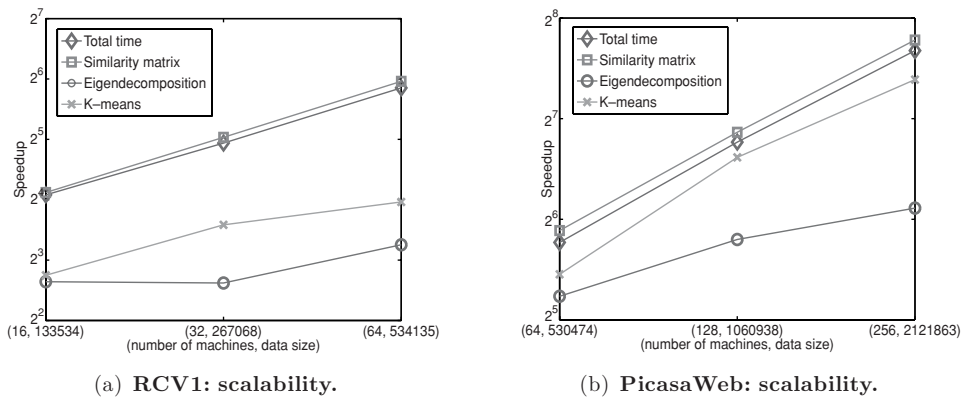 2^7
2^6
2^5
2^4
2^3
2^2
Speedup
Total time
Similarity matrix
Eigendecomposition
K−means
(16, 133534)
(32, 267068)
(64, 534135)
(number of machines, data size)
(a) RCV1: scalability.
2^8
2^7
2^6
2^5
Speedup
Total time
Similarity matrix
Eigendecomposition
K−means
(64, 530474)
(128, 1060938)
(256, 2121863)
(number of machines, data size)
(b) PicasaWeb: scalability.